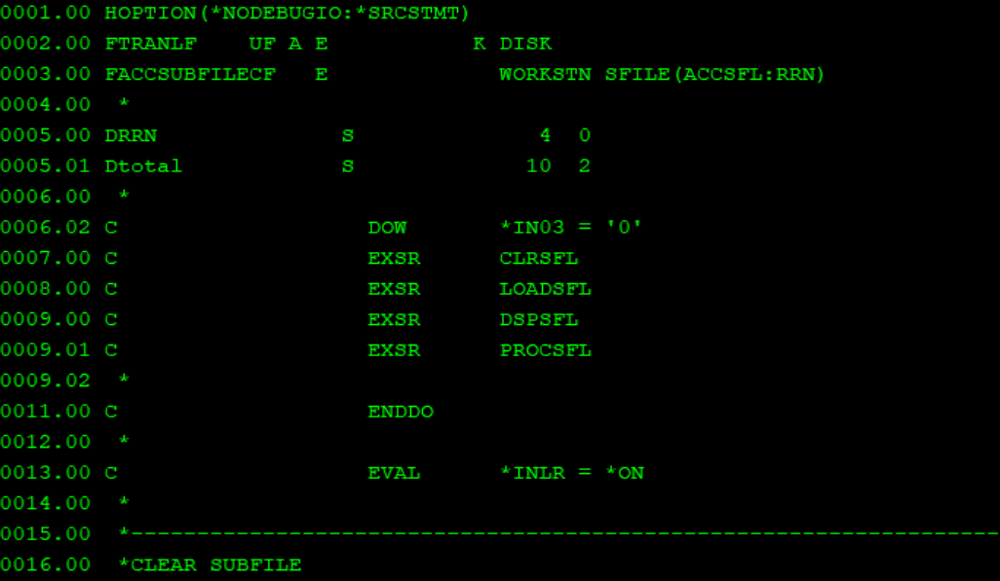 0001.00 HOPTION(*NODEBUGIO:*SRCSTMT)
0002.00 FTRANLF    UF A E           K DISK
0003.00 FACCSUBFILECF   E             WORKSTN SFILE(ACCSFL:RRN)
0004.00  *
0005.00 DRRN              S              4  0
0005.01 Dtotal            S             10  2
0006.00  *
0006.02 C                   DOW       *IN03 = '0'
0007.00 C                   EXSR      CLRSFL
0008.00 C                   EXSR      LOADSFL
0009.00 C                   EXSR      DSPSFL
0009.01 C                   EXSR      PROCSFL
0009.02  *
0011.00 C                   ENDDO
0012.00  *
0013.00 C                   EVAL      *INLR = *ON
0014.00  *
0015.00  *------------------------------------------------------------------
0016.00  *CLEAR SUBFILE